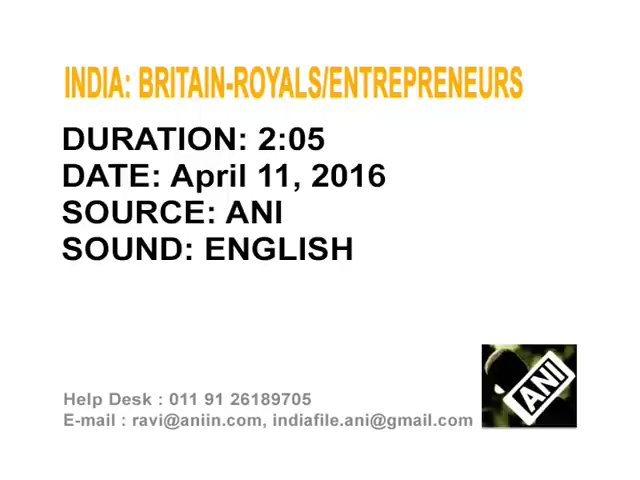 INDIA: BRITAIN-ROYALS/ENTREPRENEURS
DURATION: 2:05
DATE: April 11, 2016
SOURCE: ANI
SOUND: ENGLISH
Help Desk : 011 91 26189705
E-mail : ravi@aniin.com, indiafile.ani@gmail.com
ANI